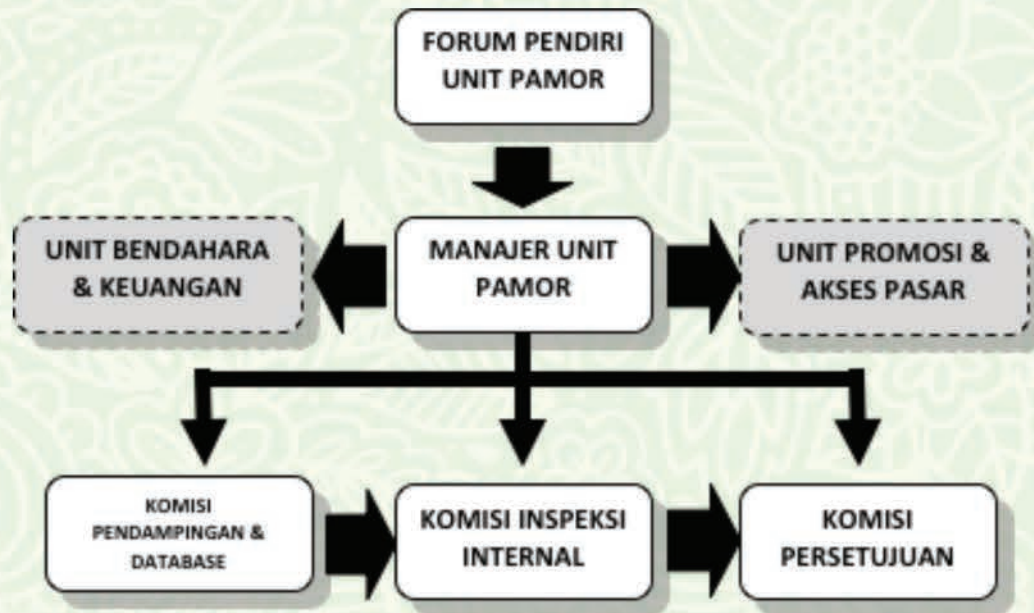 FORUM PENDIRI
UNIT PAMOR
UNIT BENDAHARA
& KEUANGAN
MANAJER UNIT
PAMOR
UNIT PROMOSI &
AKSES PASAR
KOMISI
PENDAMPINGAN &
DATABASE
KOMISI INSPEKSI
INTERNAL
KOMISI
PERSETUJUAN